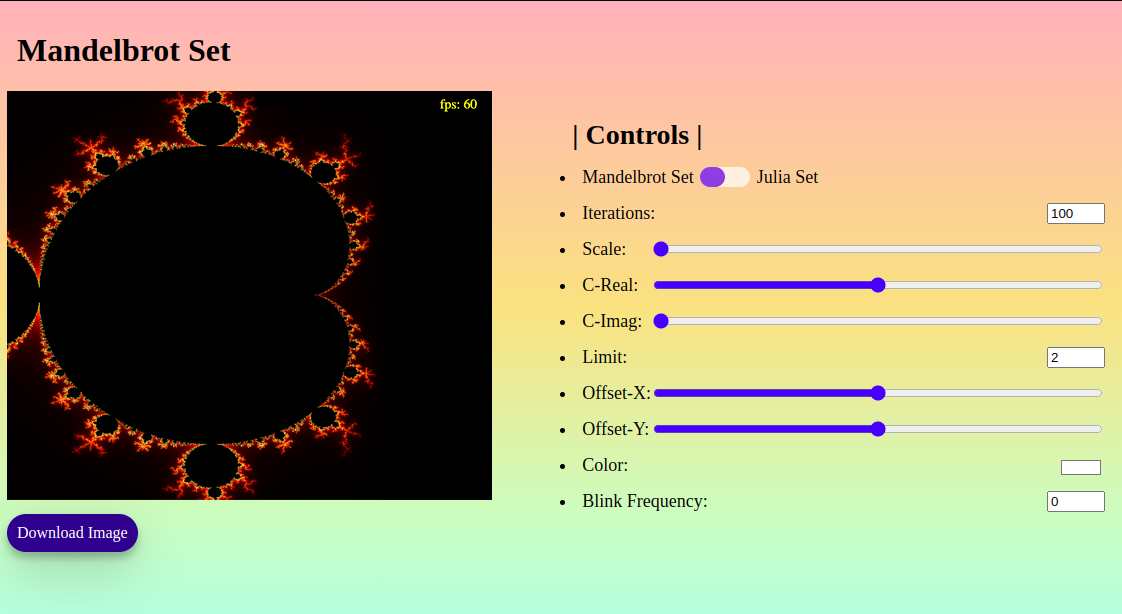 Mandelbrot Set
fps: 60
| Controls |
Mandelbrot Set Julia Set
Iterations: 100
Scale:
C-Real:
C-Imag:
Limit: 2
Offset-X:
Offset-Y:
Color:
Blink Frequency: 0
Download Image